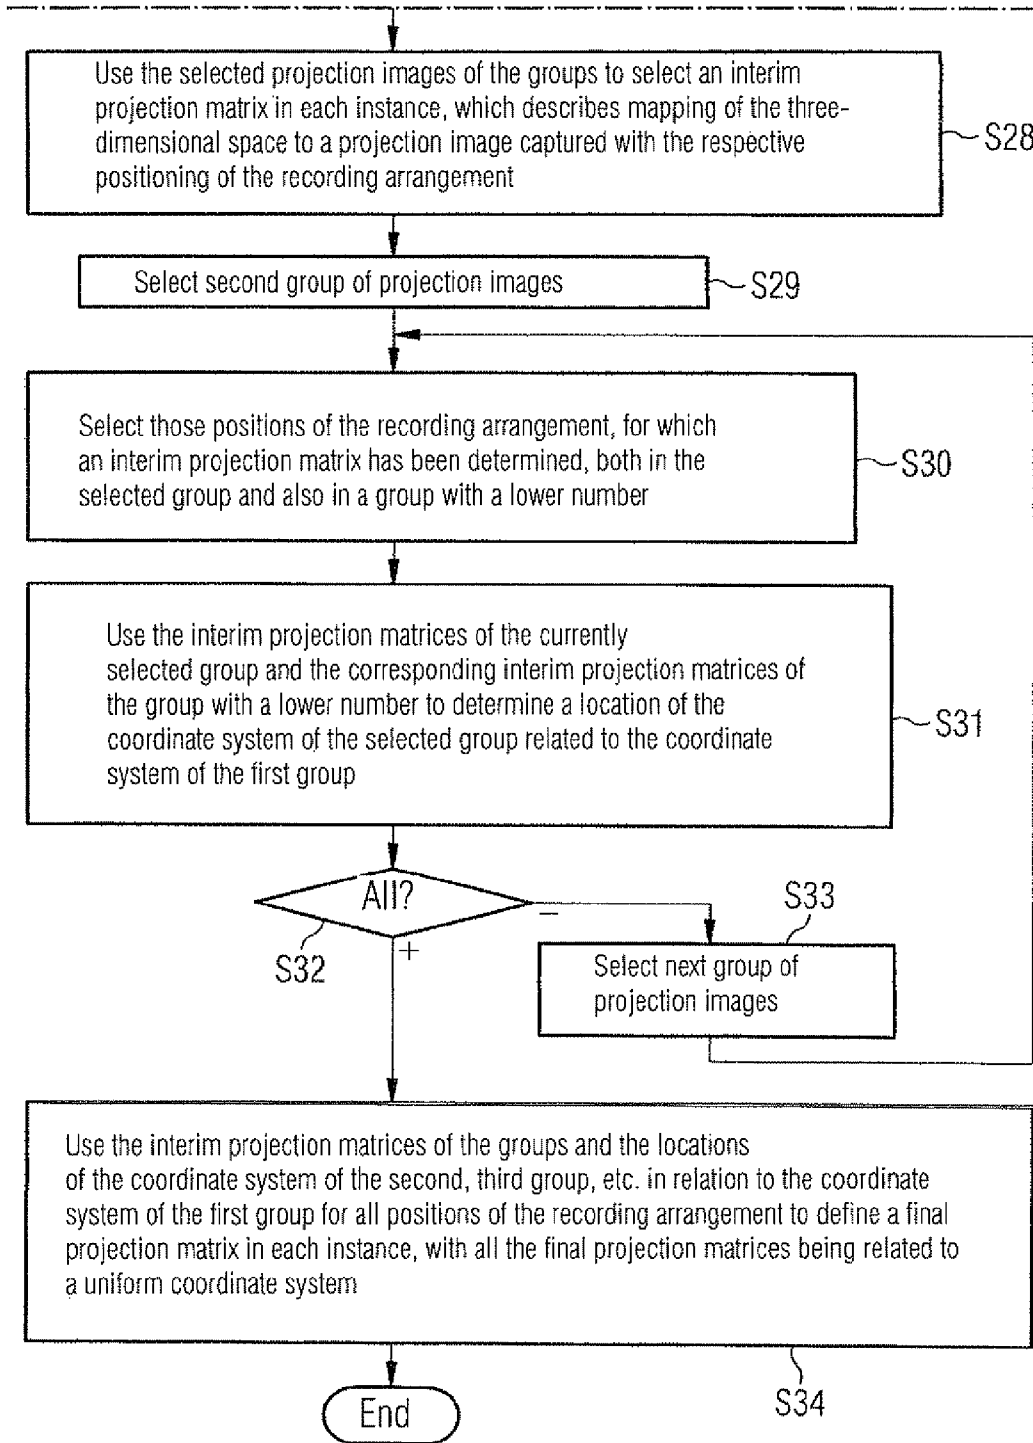 Use the selected projection images of the groups to select an interim
projection matrix in each instance, which describes mapping of the three-
dimensional space to a projection image captured with the respective
positioning of the recording arrangement
S28
Select second group of projection images
S29
Select those positions of the recording arrangement, for which
an interim projection matrix has been determined, both in the
selected group and also in a group with a lower number
S30
Use the interim projection matrices of the currently
selected group and the corresponding interim projection matrices of
the group with a lower number to determine a location of the
coordinate system of the selected group related to the coordinate
system of the first group
S31
All?
–
S32
+
S33
Select next group of
projection images
Use the interim projection matrices of the groups and the locations
of the coordinate system of the second, third group, etc. in relation to the coordinate
system of the first group for all positions of the recording arrangement to define a final
projection matrix in each instance, with all the final projection matrices being related to
a uniform coordinate system
S34
End